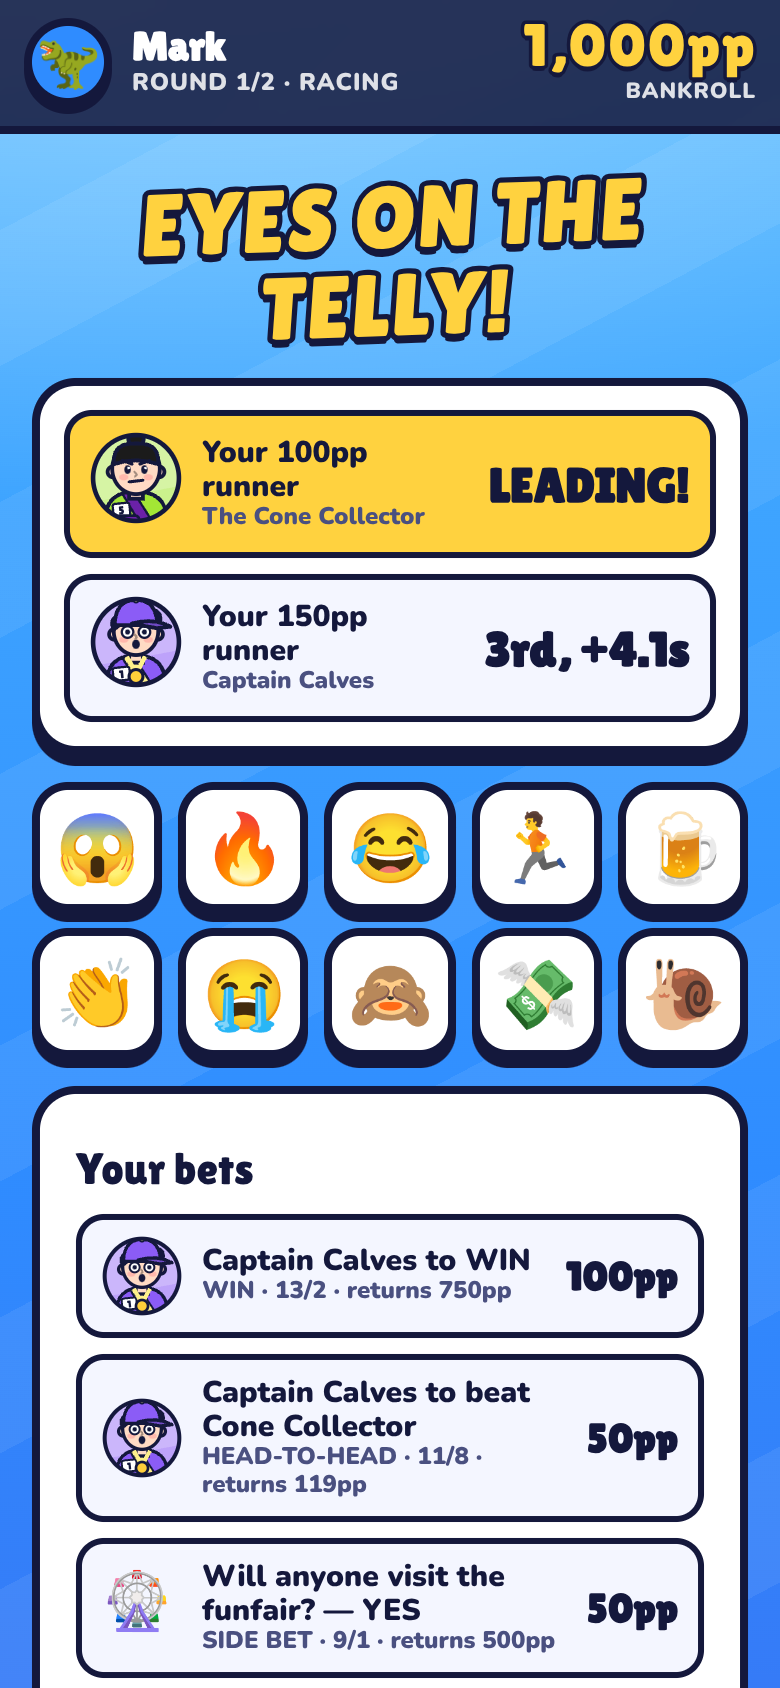 Mark
ROUND 1/2 · RACING
1,000pp
BANKROLL
EYES ON THE
TELLY!
Your 100pp
runner
The Cone Collector
LEADING!
Your 150pp
runner
Captain Calves
3rd, +4.1s
Your bets
Captain Calves to WIN
WIN · 13/2 · returns 750pp
100pp
Captain Calves to beat
Cone Collector
HEAD-TO-HEAD · 11/8 ·
returns 119pp
50pp
Will anyone visit the
funfair? — YES
SIDE BET · 9/1 · returns 500pp
50pp